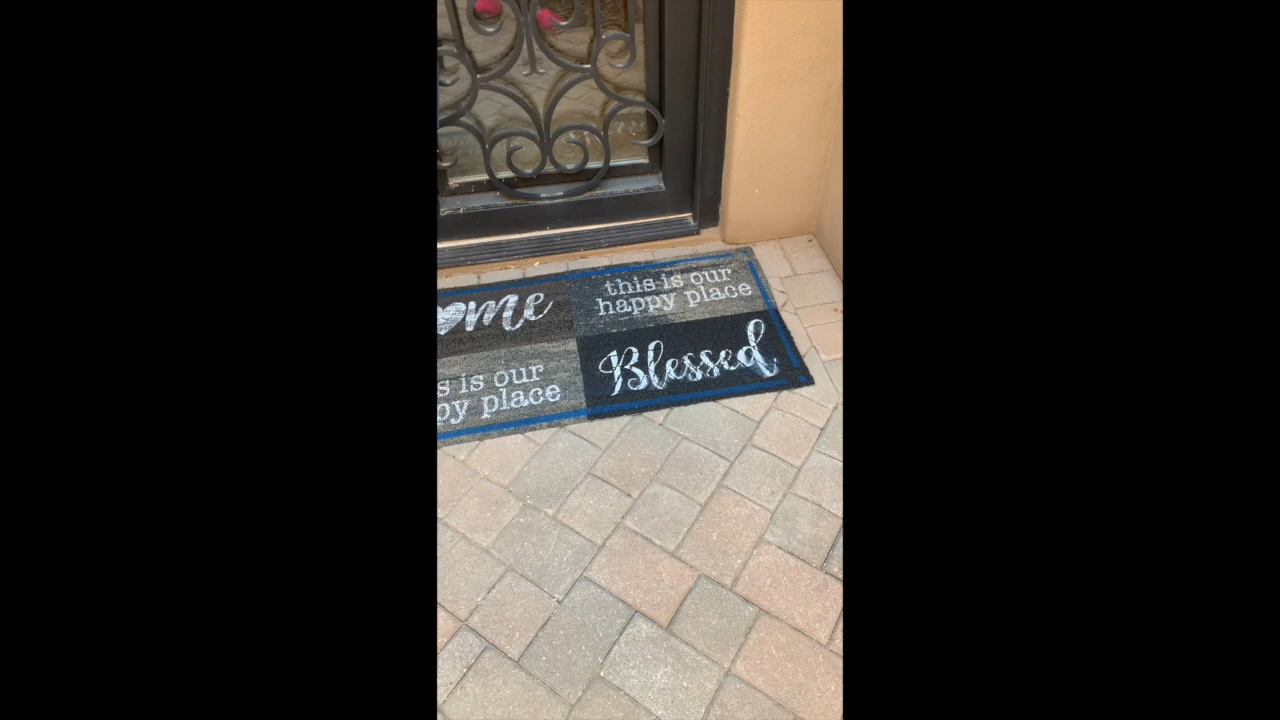 ome
this is our
happy place
s is our
py place
Blessed